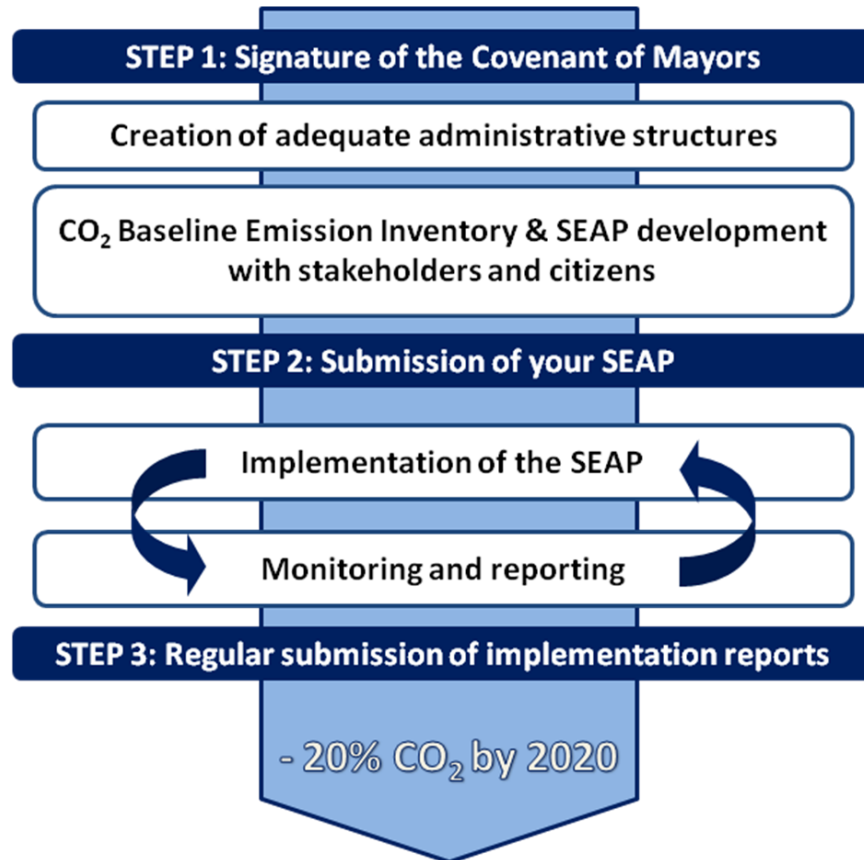 STEP 1: Signature of the Covenant of Mayors
Creation of adequate administrative structures
CO₂ Baseline Emission Inventory & SEAP development
with stakeholders and citizens
STEP 2: Submission of your SEAP
Implementation of the SEAP
Monitoring and reporting
STEP 3: Regular submission of implementation reports
- 20% CO₂ by 2020